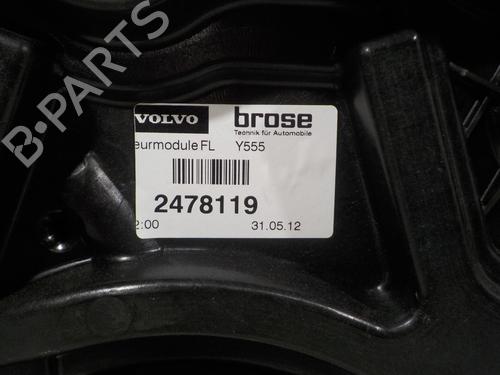 B-PARTS
VOLVO brose
Technik für Automobile
eurmodule FL Y555
2478119
2:00 31.05.12